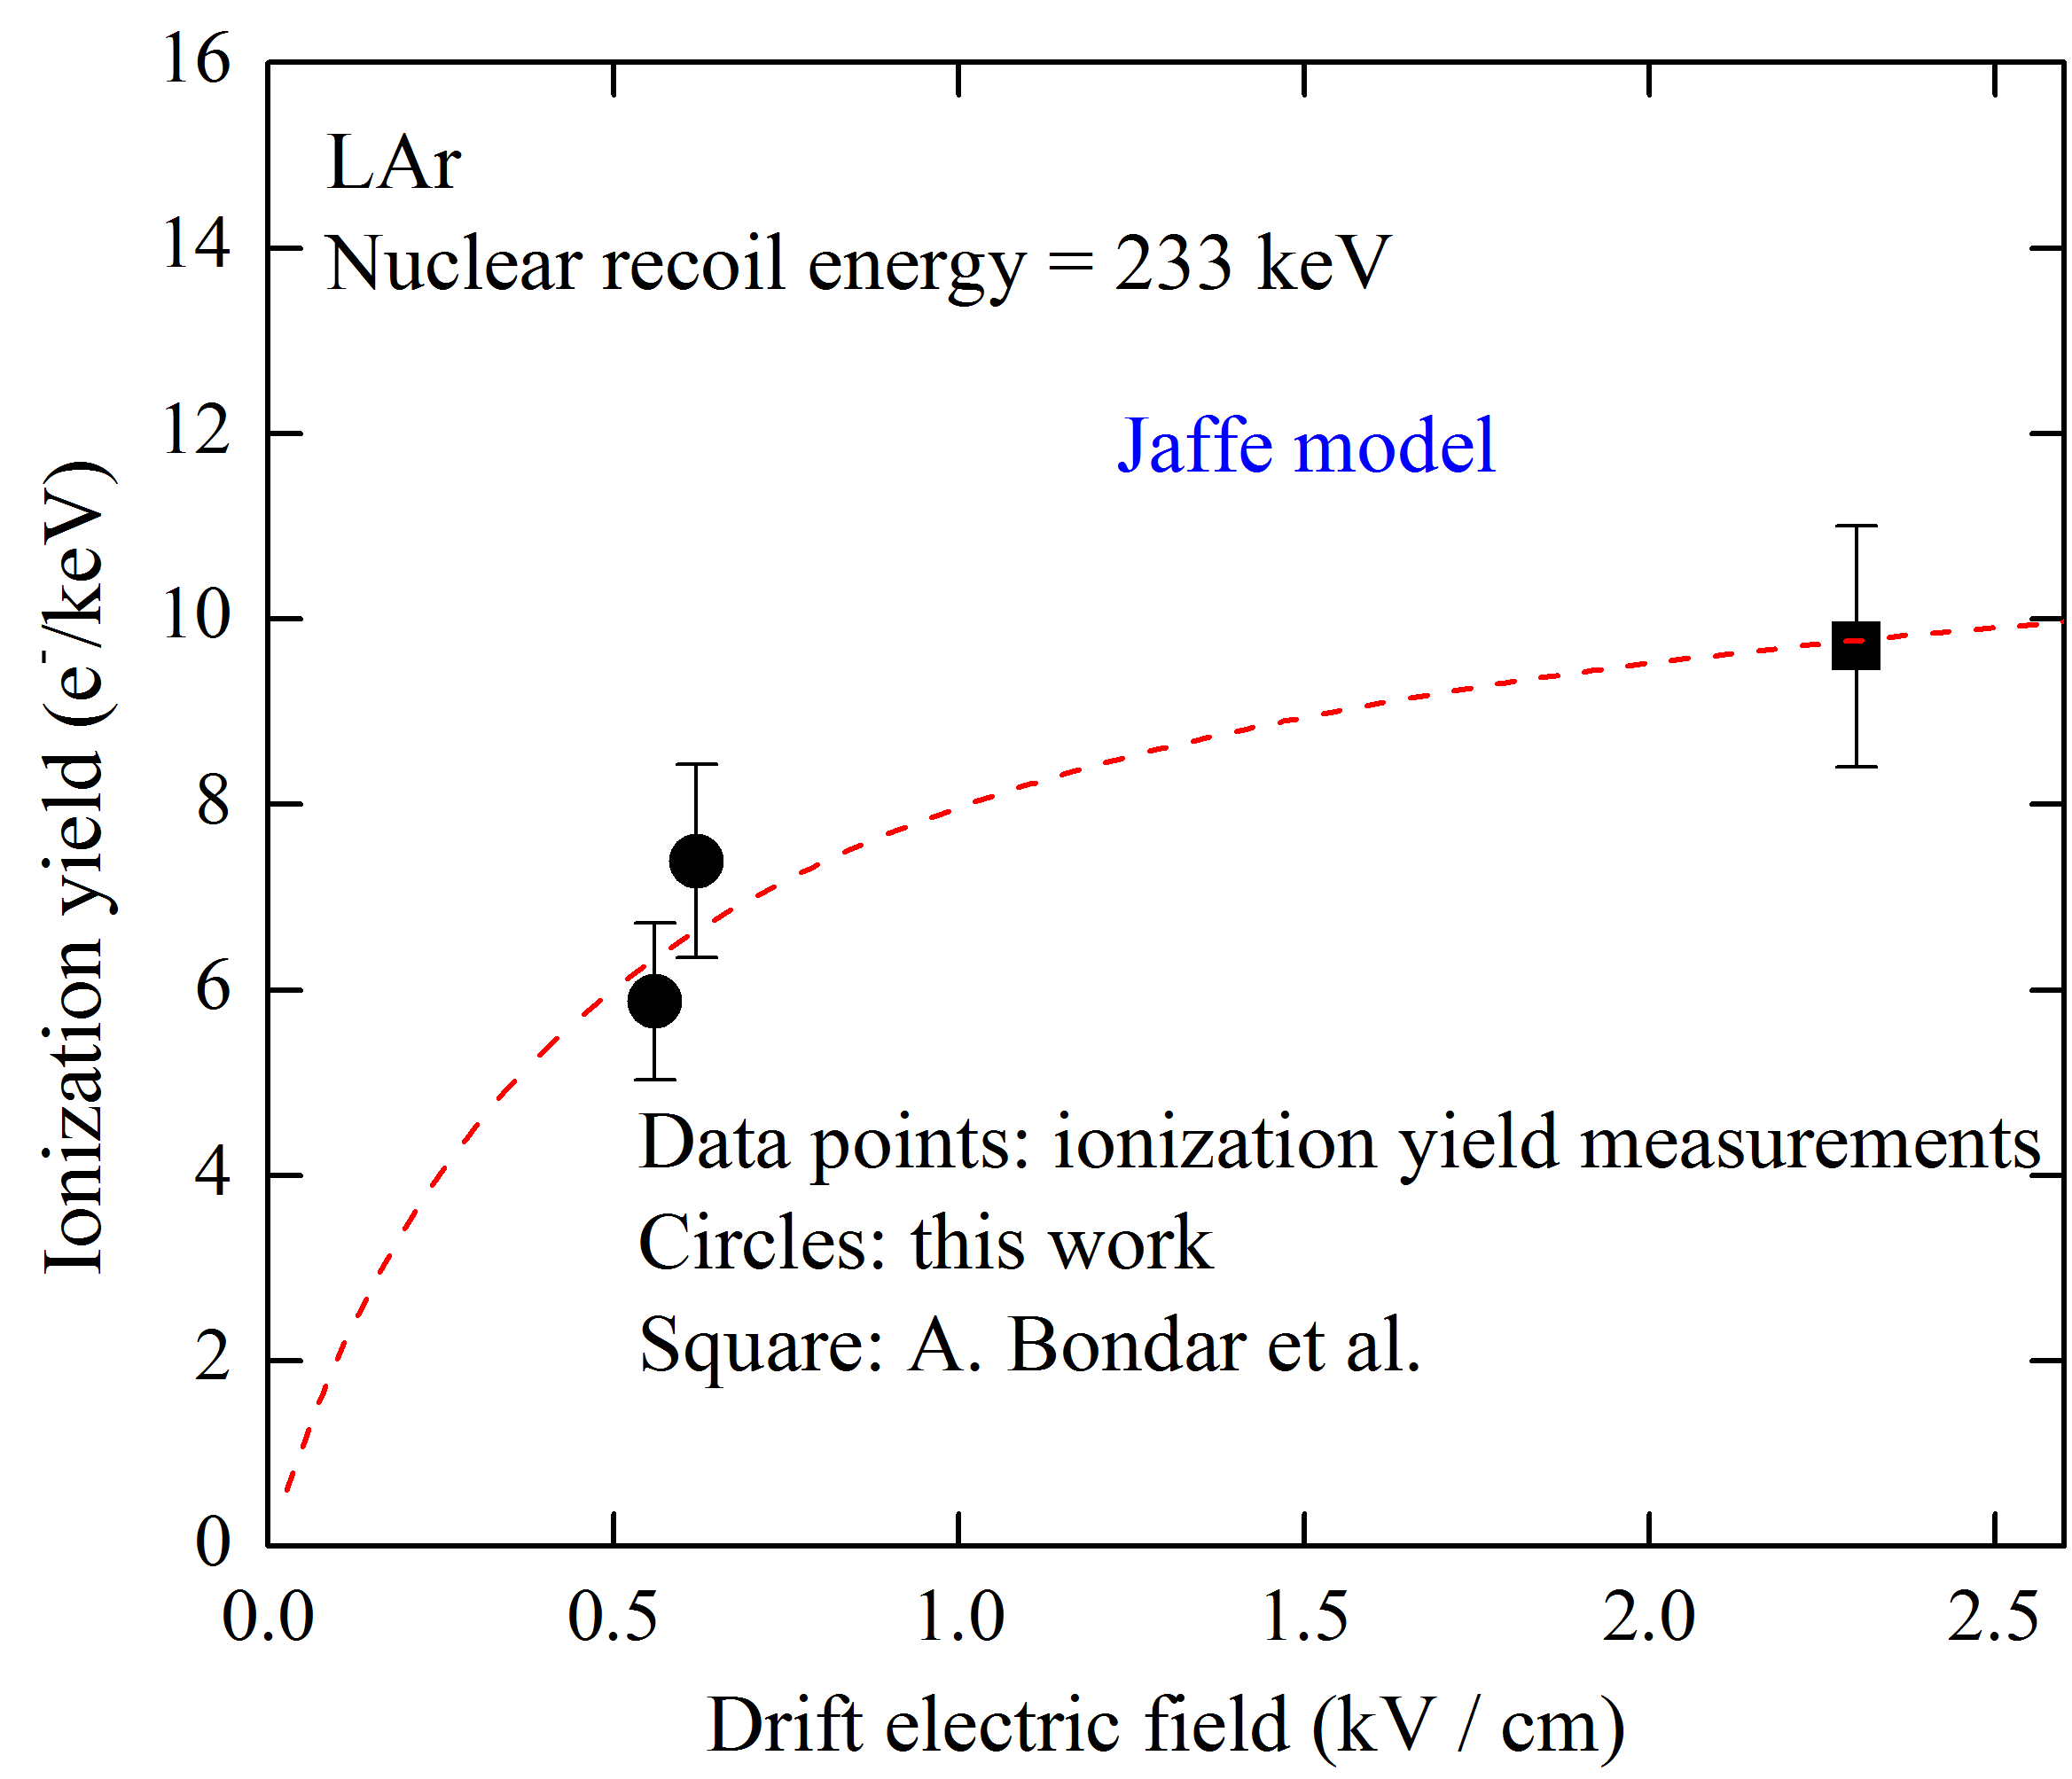 16
LAr
14
Nuclear recoil energy = 233 keV
12
Jaffe model
10
8
6
4
2
0
Data points: ionization yield measurements
Circles: this work
Square: A. Bondar et al.
Ionization yield (e⁻/keV)
0.0 0.5 1.0 1.5 2.0 2.5
Drift electric field (kV / cm)